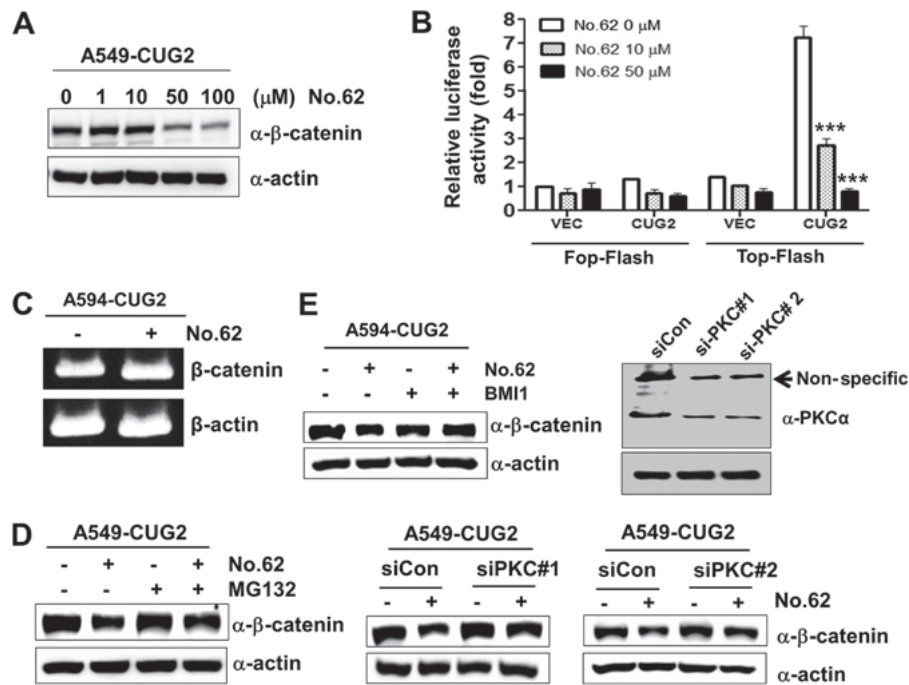 A
A549-CUG2
0 1 10 50 100 (μM) No.62
α-β-catenin
α-actin
B
Relative luciferase
activity (fold)
8
7
6
5
4
3
2
1
0
No.62 0 μM
No.62 10 μM
No.62 50 μM
***
***
VEC CUG2 VEC CUG2
Fop-Flash Top-Flash
C
A594-CUG2
- + No.62
β-catenin
β-actin
E
A594-CUG2
- + - + No.62
- - + + BMI1
α-β-catenin
α-actin
siCon si-PKC#1 si-PKC# 2
Non-specific
α-PKCα
D
A549-CUG2
- + - + No.62
- - + + MG132
α-β-catenin
α-actin
A549-CUG2
siCon siPKC#1
- + - +
A549-CUG2
siCon siPKC#2
- + - + No.62
α-β-catenin
α-actin